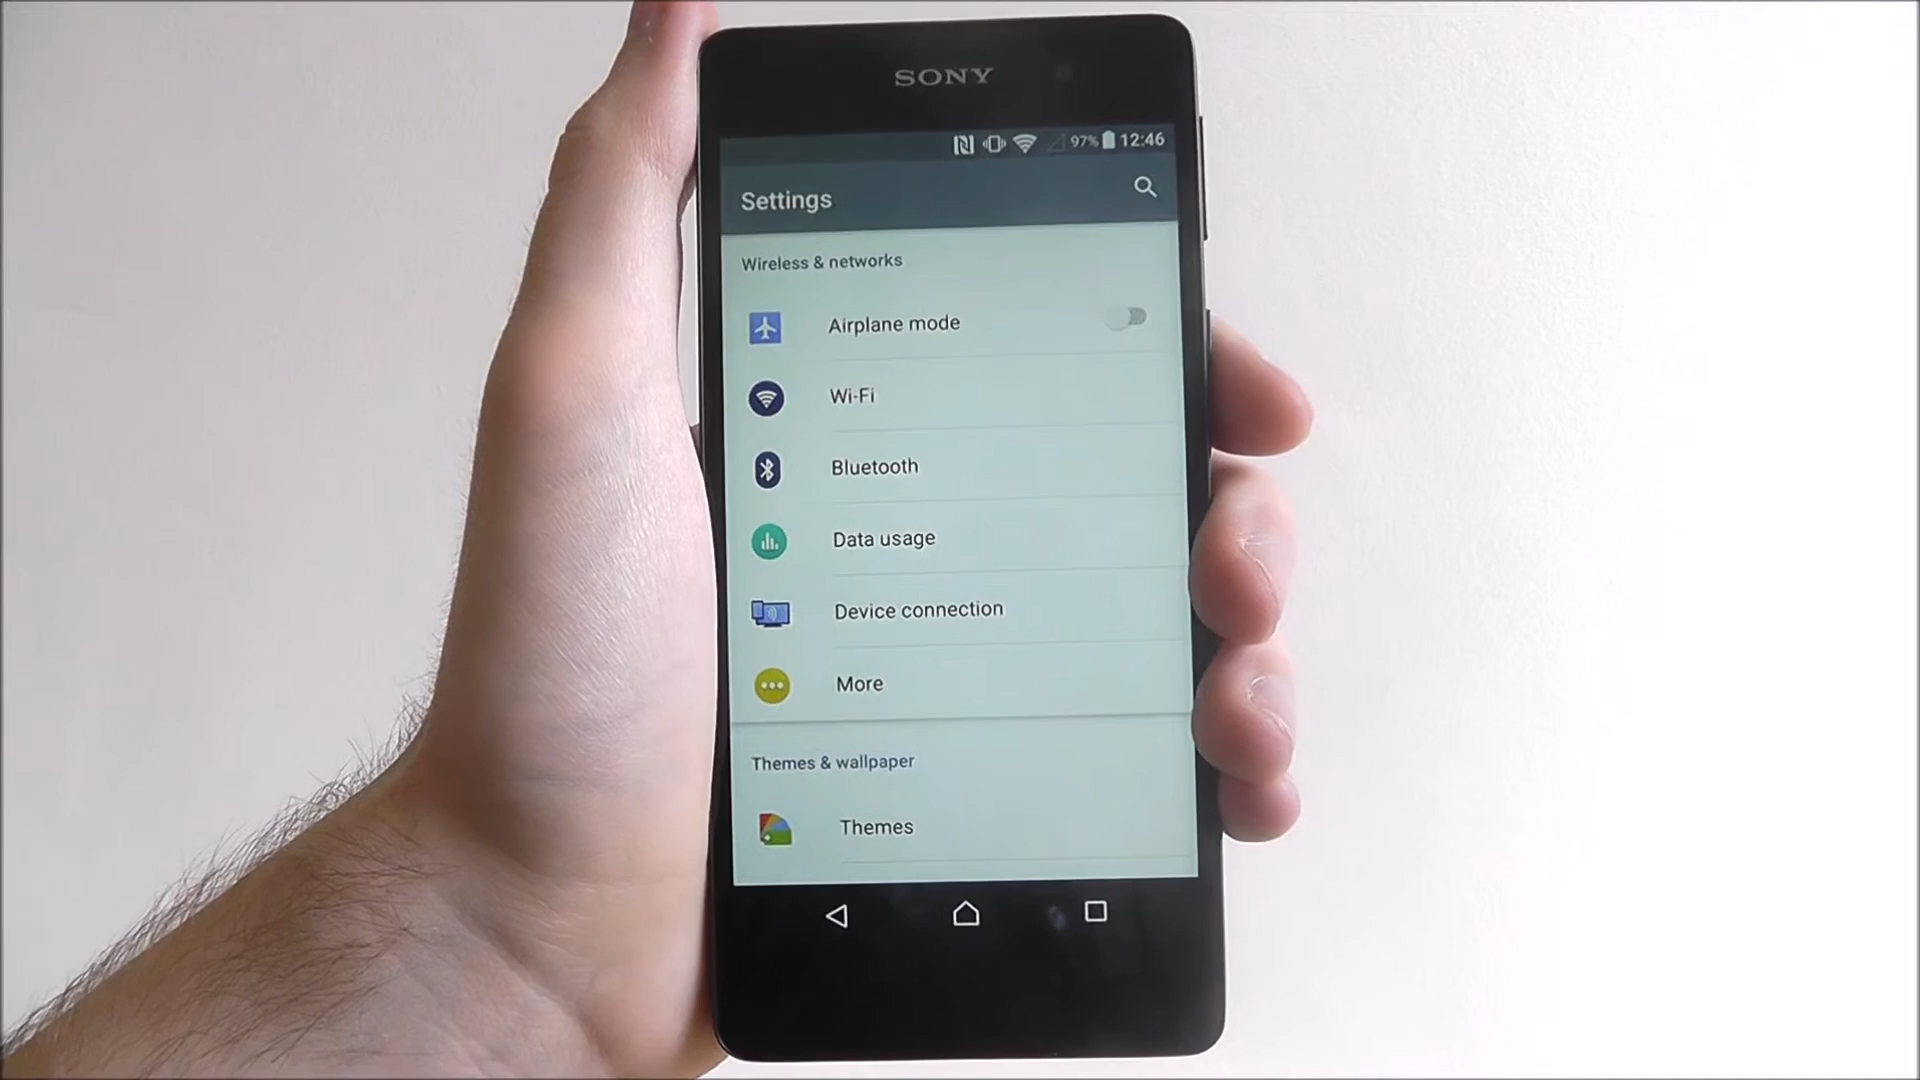 SONY
97% 12:46
Settings
Wireless & networks
Airplane mode
Wi-Fi
Bluetooth
Data usage
Device connection
More
Themes & wallpaper
Themes